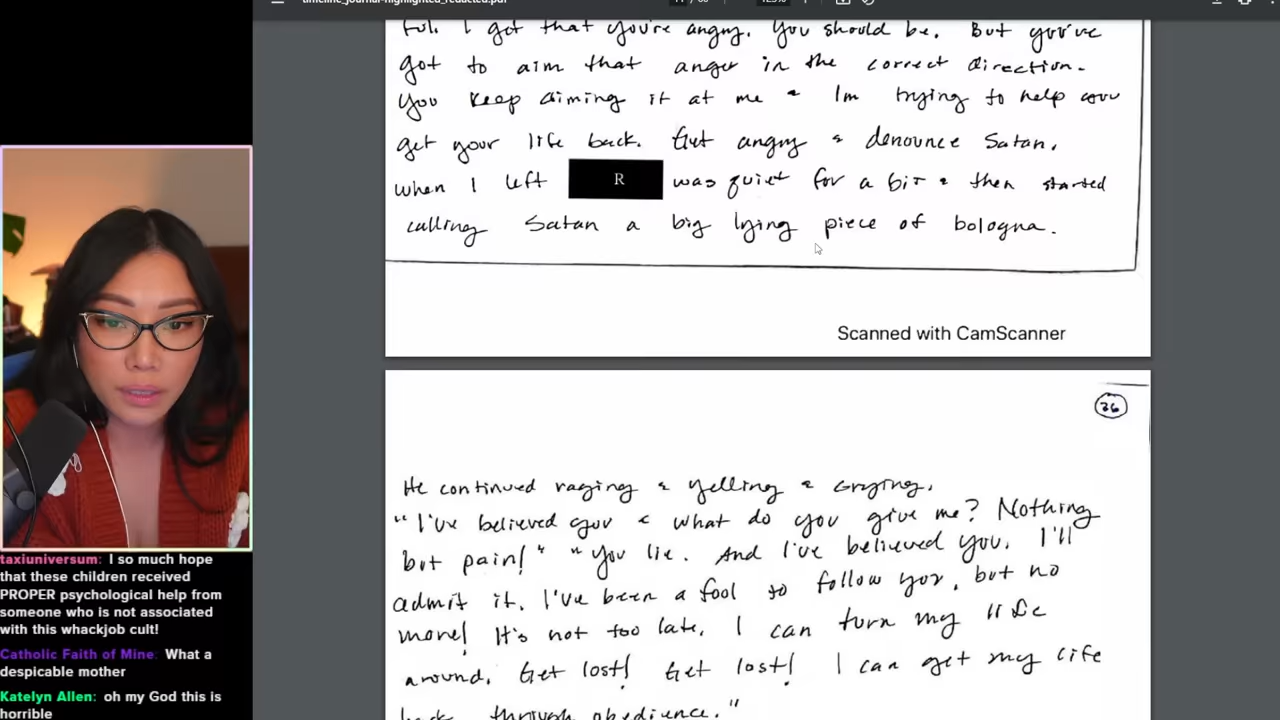 timeline_journal-highlighted_redacted.pdf
ful. I get that you're angry. You should be. But you've
got to aim that anger in the correct direction.
You keep aiming it at me & Im trying to help you
get your life back. Get angry & denounce Satan.
When I left R was quiet for a bit & then started
calling Satan a big lying piece of bologna.
Scanned with CamScanner
26
He continued raging & yelling & crying.
"I've believed you & what do you give me? Nothing
but pain!" "You lie. And I've believed you. I'll
admit it. I've been a fool to follow you, but no
more! It's not too late. I can turn my life
around. Get lost! Get lost! I can get my life
back through obedience."
taxiuniversum: I so much hope
that these children received
PROPER psychological help from
someone who is not associated
with this whackjob cult!
Catholic Faith of Mine: What a
despicable mother
Katelyn Allen: oh my God this is
horrible